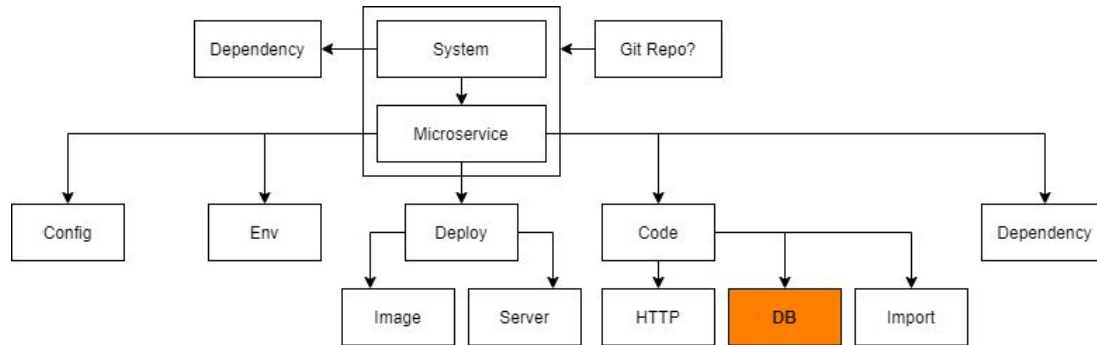 Dependency
System
Git Repo?
Microservice
Config
Env
Deploy
Code
Dependency
Image
Server
HTTP
DB
Import